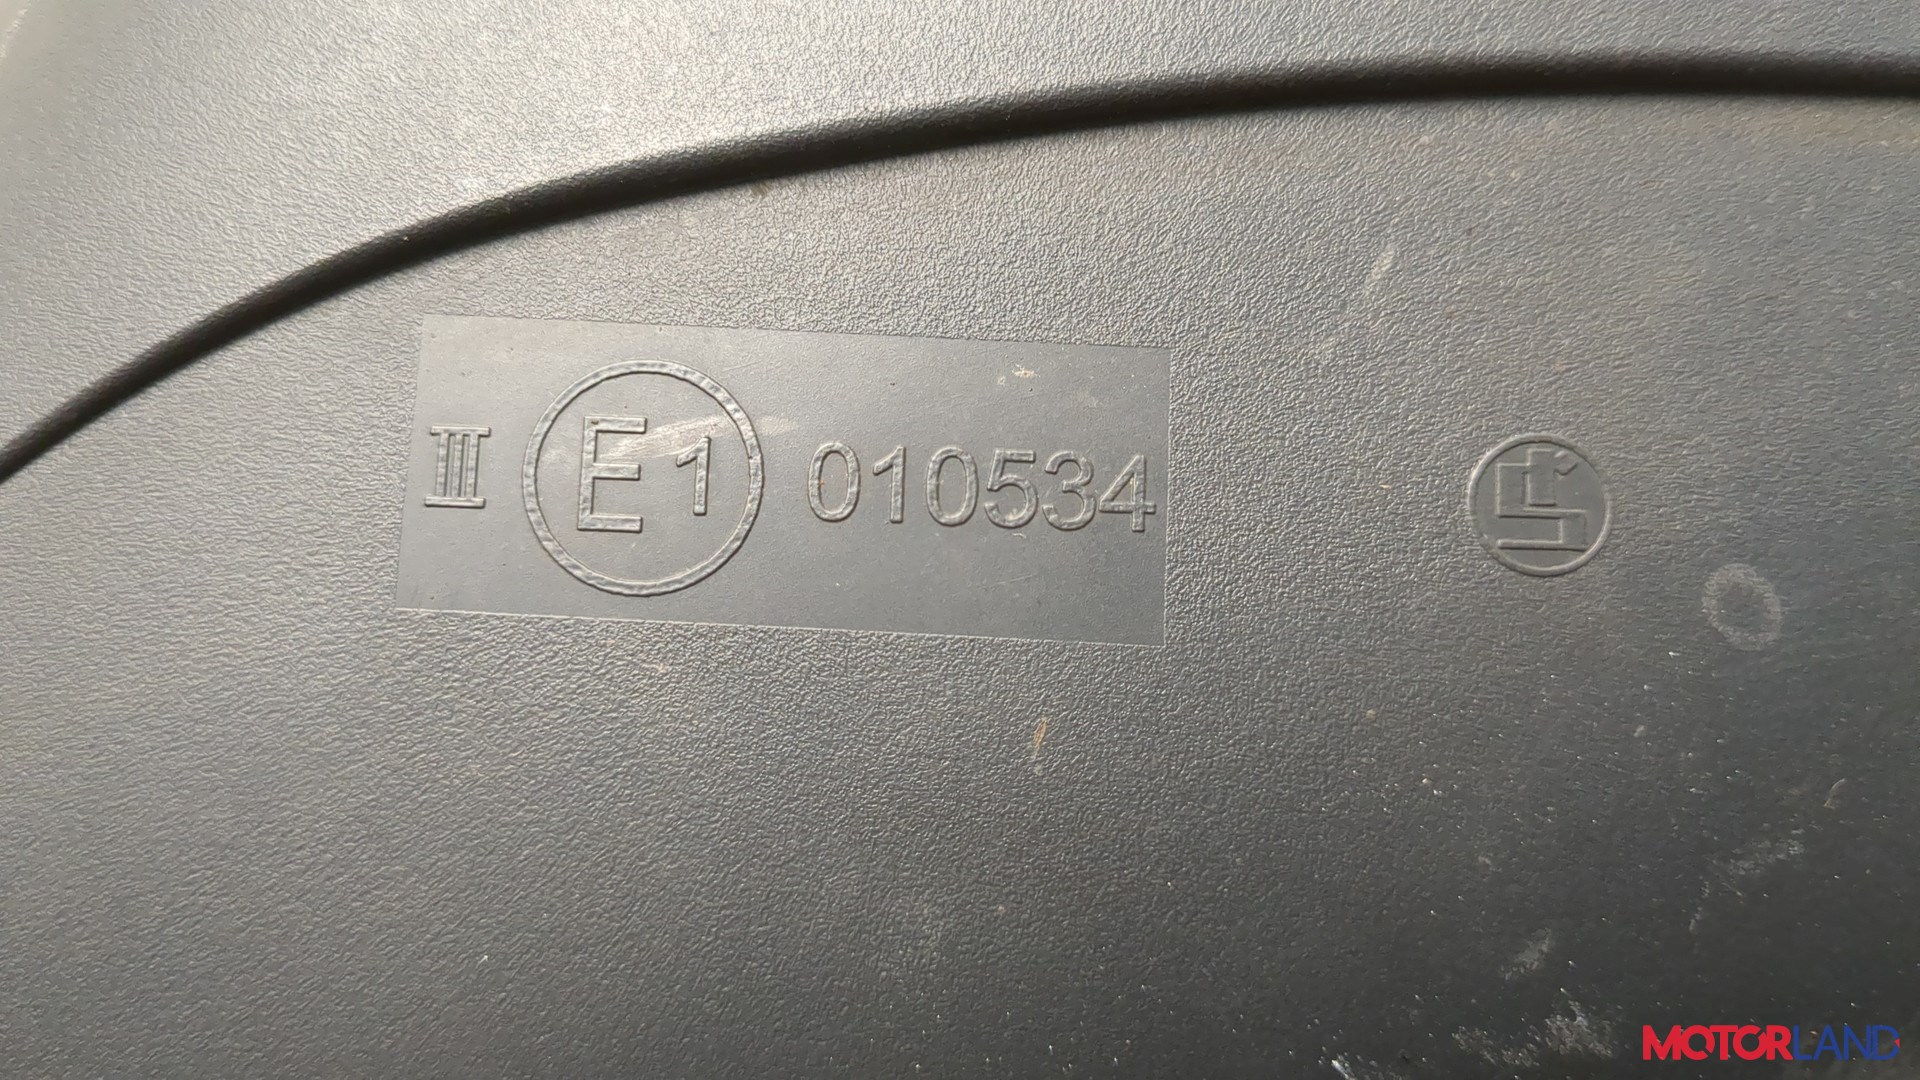 III E1 010534
MOTORLAND